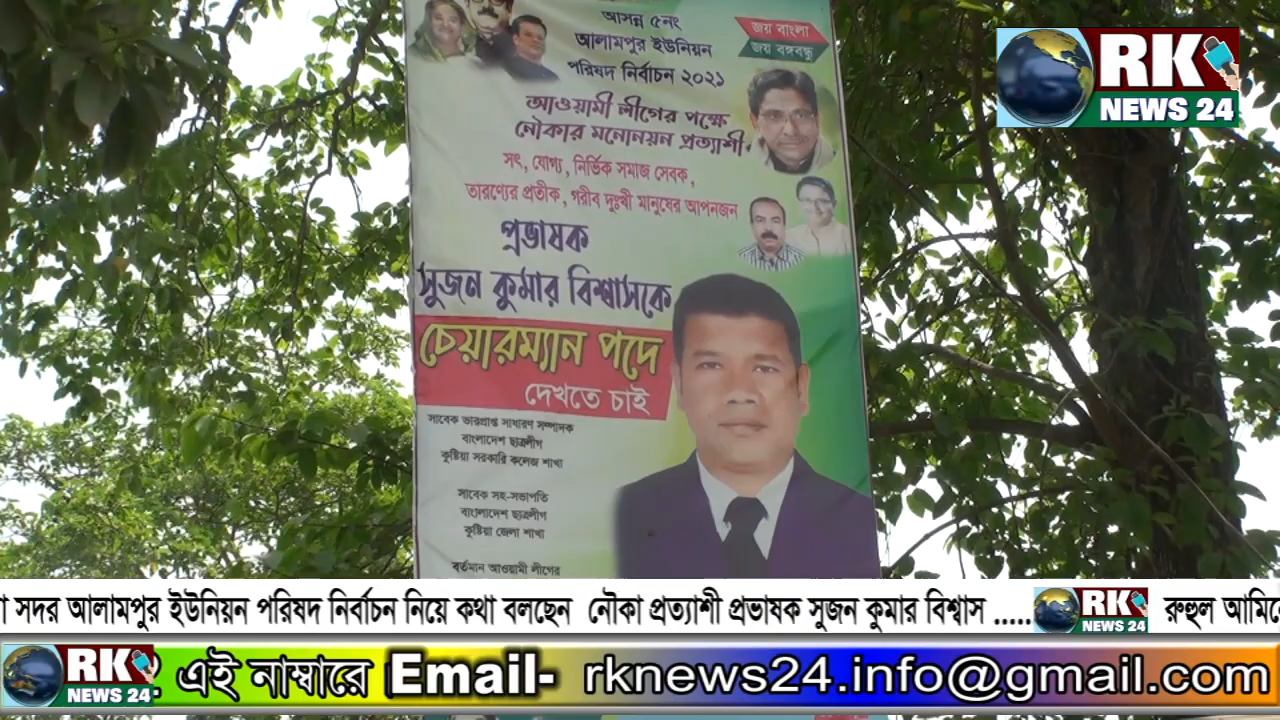 আসন্ন ৫নং
আলামপুর ইউনিয়ন
পরিষদ নির্বাচন ২০২১
জয় বাংলা
জয় বঙ্গবন্ধু
RK
NEWS 24
আওয়ামী লীগের পক্ষে
নৌকার মনোনয়ন প্রত্যাশী
সৎ, যোগ্য, নির্ভিক সমাজ সেবক,
তারণ্যের প্রতীক, গরীব দুঃখী মানুষের আপনজন
প্রভাষক
সুজন কুমার বিশ্বাসকে
চেয়ারম্যান পদে
দেখতে চাই
সাবেক ভারপ্রাপ্ত সাধারণ সম্পাদক
বাংলাদেশ ছাত্রলীগ
কুষ্টিয়া সরকারি কলেজ শাখা
সাবেক সহ-সভাপতি
বাংলাদেশ ছাত্রলীগ
কুষ্টিয়া জেলা শাখা
বর্তমান আওয়ামী লীগের
সদর আলামপুর ইউনিয়ন পরিষদ নির্বাচন নিয়ে কথা বলছেন নৌকা প্রত্যাশী প্রভাষক সুজন কুমার বিশ্বাস ..... RK NEWS 24 রুহুল
RK NEWS 24 এই নাম্বারে Email- rknews24.info@gmail.com